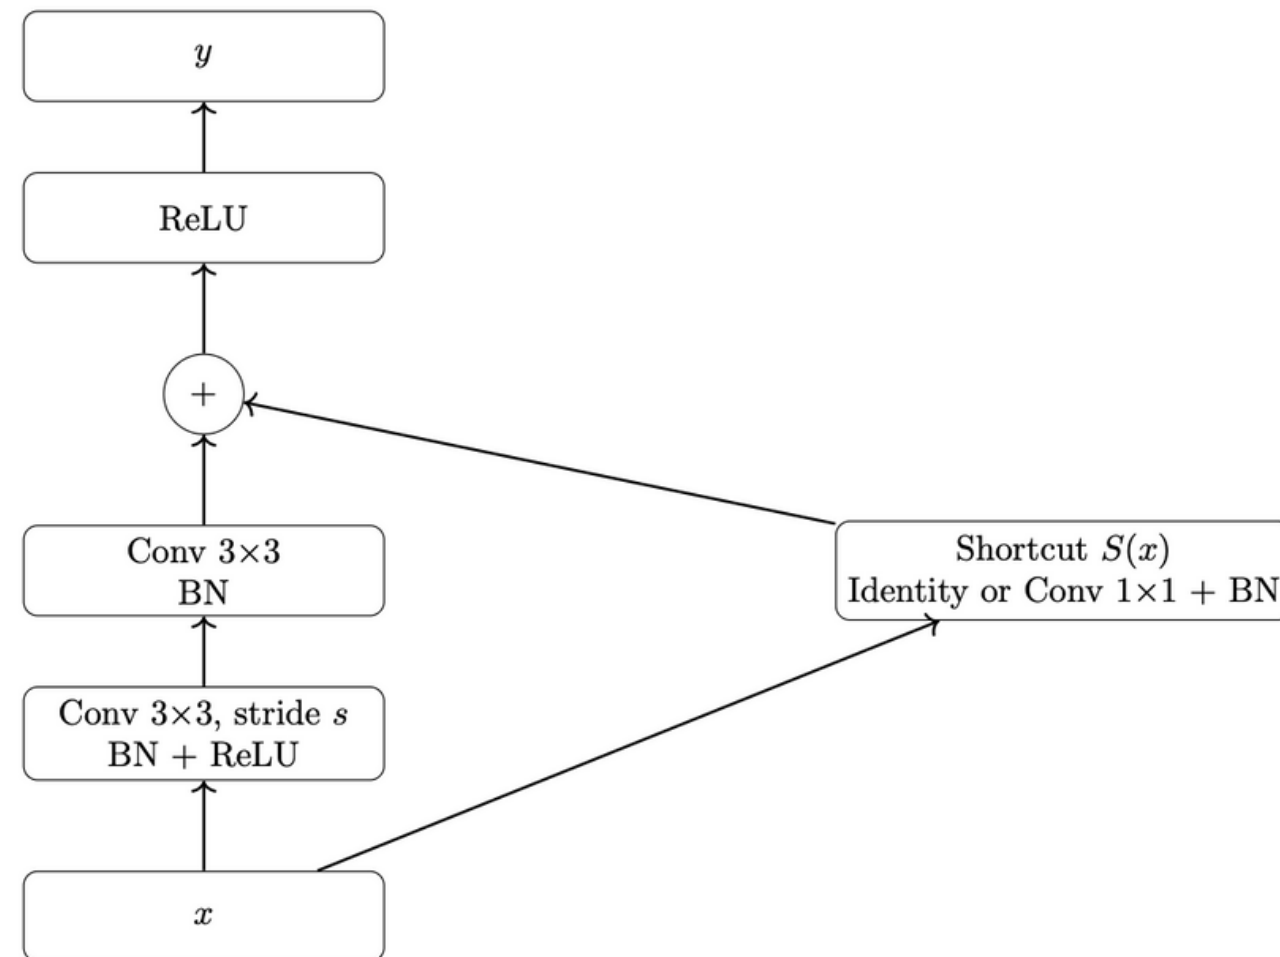 y
ReLU
+
Conv 3×3
BN
Shortcut S(x)
Identity or Conv 1×1 + BN
Conv 3×3, stride s
BN + ReLU
x